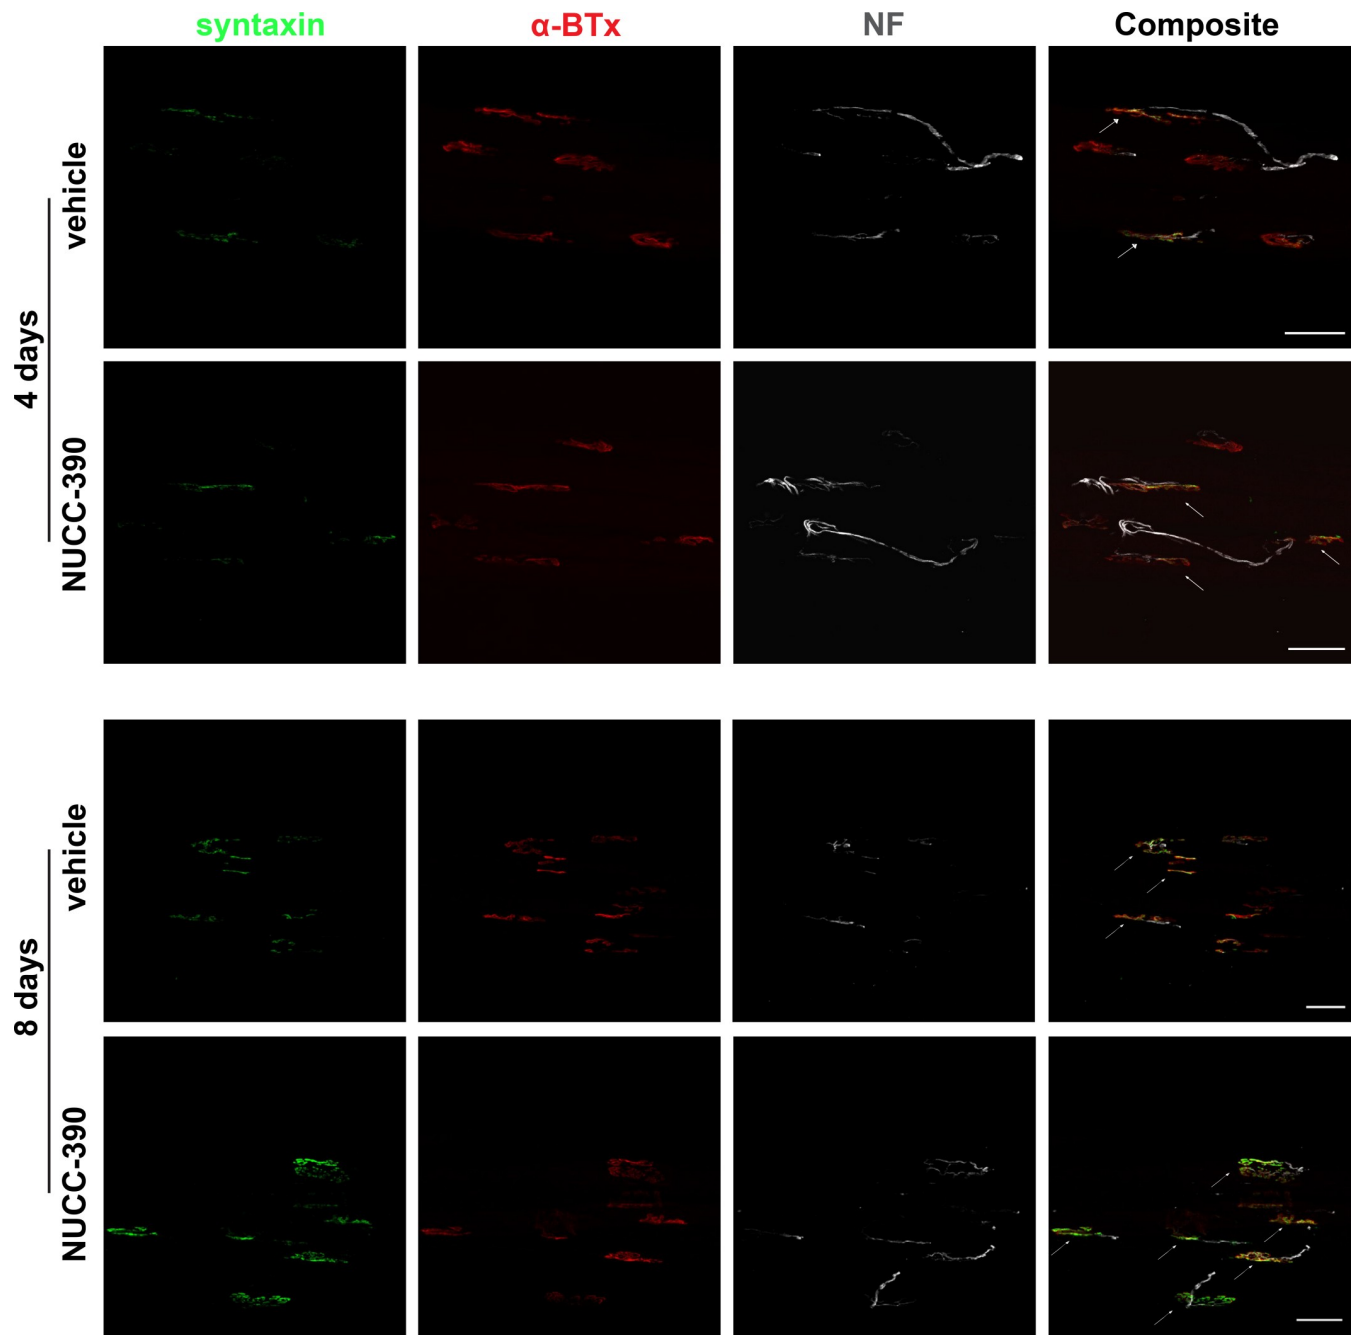 syntaxin α-BTx NF Composite
4 days
vehicle
NUCC-390
8 days
vehicle
NUCC-390